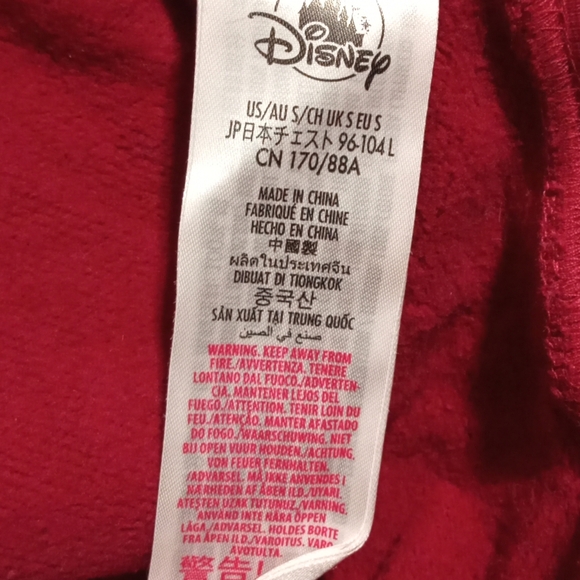 Disney
US/AU S/CH UK S EU S
JP日本チェスト 96-104 L
CN 170/88A
MADE IN CHINA
FABRIQUÉ EN CHINE
HECHO EN CHINA
中國製
ผลิตในประเทศจีน
DIBUAT DI TIONGKOK
중국산
SẢN XUẤT TẠI TRUNG QUỐC
صنع في الصين
WARNING. KEEP AWAY FROM
FIRE./AVVERTENZA. TENERE
LONTANO DAL FUOCO./ADVERTEN-
CIA. MANTENER LEJOS DEL
FUEGO./ATTENTION. TENIR LOIN DU
FEU./ATENÇÃO. MANTER AFASTADO
DO FOGO./WAARSCHUWING. NIET
BIJ OPEN VUUR HOUDEN./ACHTUNG.
VON FEUER FERNHALTEN.
/ADVARSEL. MÅ IKKE ANVENDES I
NÆRHEDEN AF ÅBEN ILD./UYARI.
ATEŞTEN UZAK TUTUNUZ./VARNING.
ANVÄND INTE NÄRA ÖPPEN
LÅGA./ADVARSEL. HOLDES BORTE
FRA ÅPEN ILD./VAROITUS. VARO
AVOTULTA.
警告!